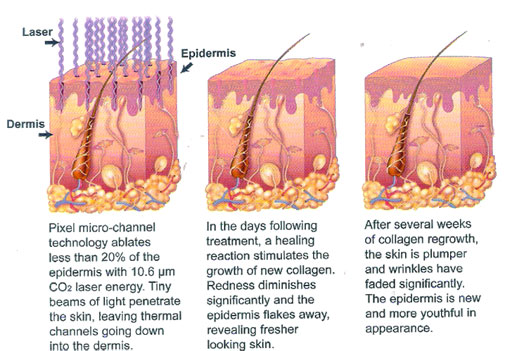 Laser
Epidermis
Dermis
Pixel micro-channel
technology ablates
less than 20% of the
epidermis with 10.6 μm
CO₂ laser energy. Tiny
beams of light penetrate
the skin, leaving thermal
channels going down
into the dermis.
In the days following
treatment, a healing
reaction stimulates the
growth of new collagen.
Redness diminishes
significantly and the
epidermis flakes away,
revealing fresher
looking skin.
After several weeks
of collagen regrowth,
the skin is plumper
and wrinkles have
faded significantly.
The epidermis is new
and more youthful in
appearance.